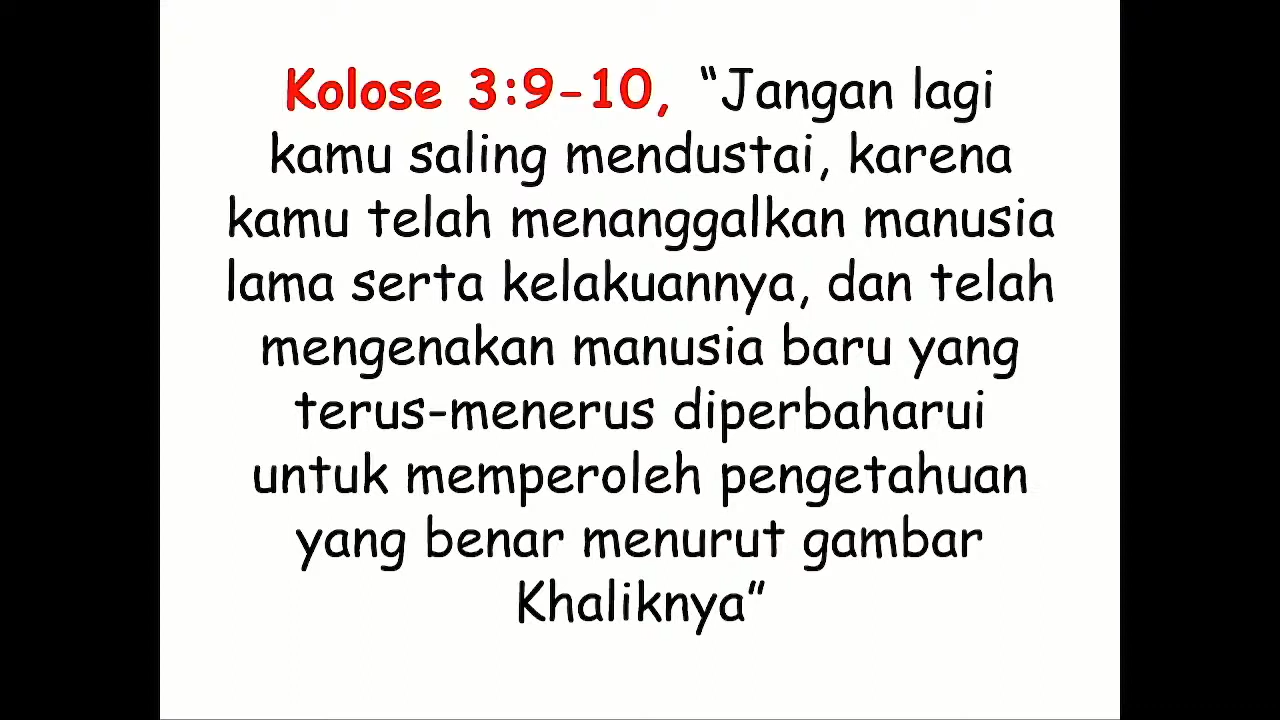 Kolose 3:9-10, “Jangan lagi
kamu saling mendustai, karena
kamu telah menanggalkan manusia
lama serta kelakuannya, dan telah
mengenakan manusia baru yang
terus-menerus diperbaharui
untuk memperoleh pengetahuan
yang benar menurut gambar
Khaliknya”